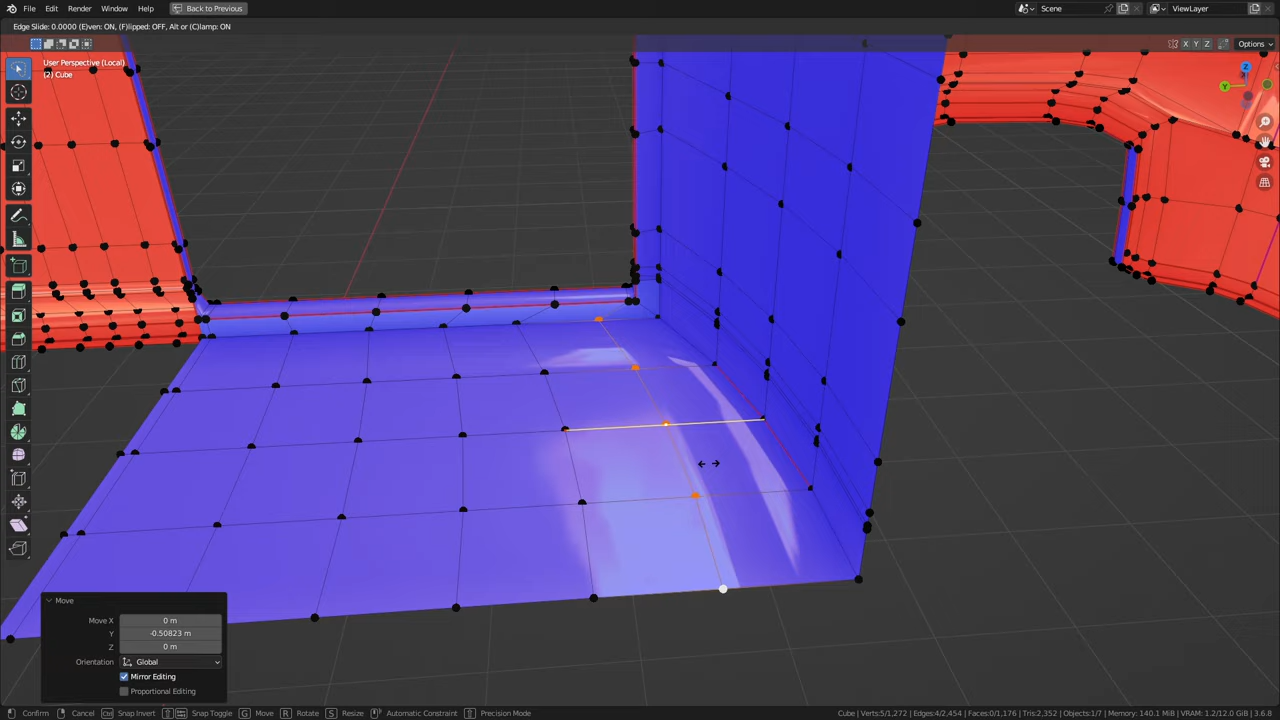 File Edit Render Window Help Back to Previous Scene ViewLayer
Edge Slide: 0.0000 (E)ven: ON, (F)lipped: OFF, Alt or (C)lamp: ON
X Y Z Options
User Perspective (Local)
(2) Cube
Z
Y
Move
Move X 0 m
Y -0.50823 m
Z 0 m
Orientation Global
Mirror Editing
Proportional Editing
Confirm Cancel Ctrl Snap Invert Snap Toggle G Move R Rotate S Resize Automatic Constraint Precision Mode Cube | Verts:5/1,272 | Edges:4/2,454 | Faces:0/1,176 | Tris:2,352 | Objects:1/7 | Memory: 140.1 MiB | VRAM: 1.2/12.0 GiB | 3.6.8